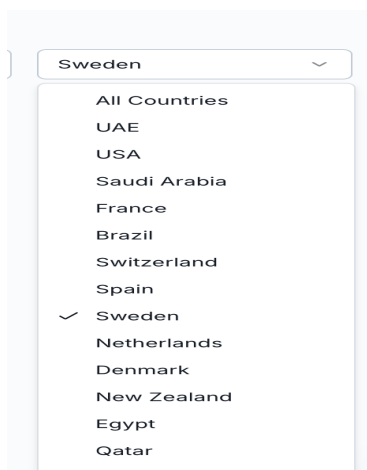 Sweden
All Countries
UAE
USA
Saudi Arabia
France
Brazil
Switzerland
Spain
Sweden
Netherlands
Denmark
New Zealand
Egypt
Qatar